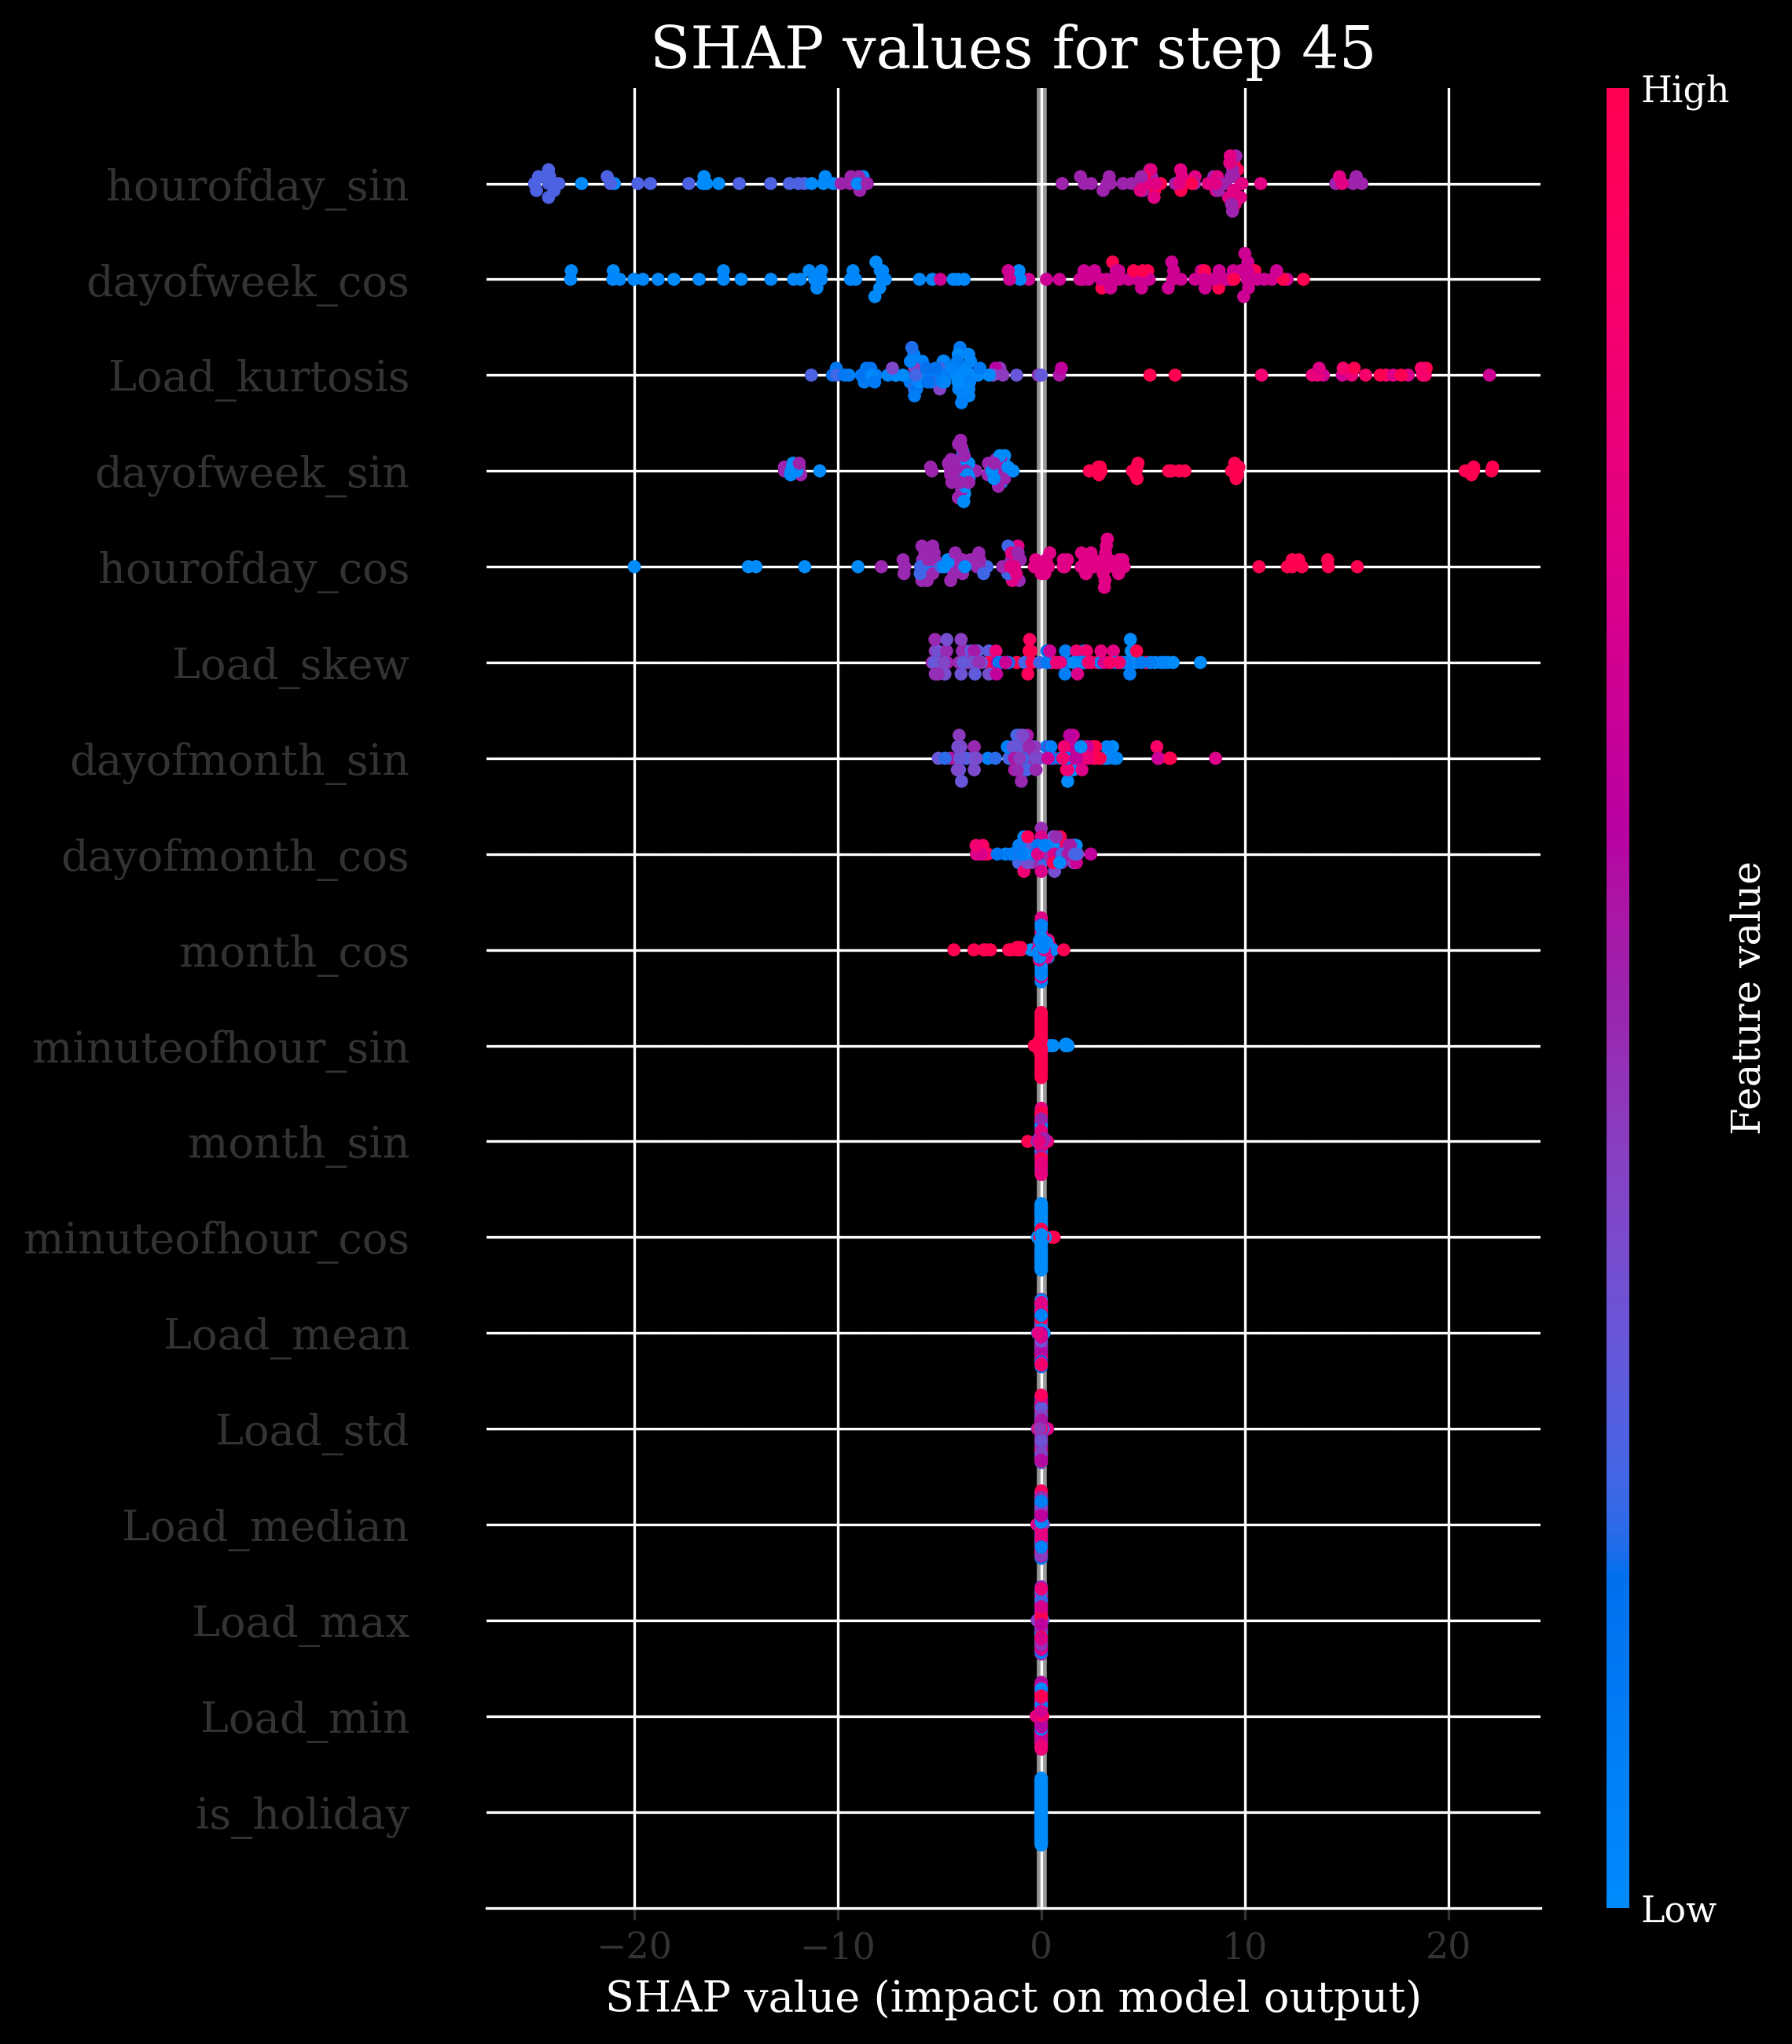 SHAP values for step 45
High
hourofday_sin
dayofweek_cos
Load_kurtosis
dayofweek_sin
hourofday_cos
Load_skew
dayofmonth_sin
dayofmonth_cos
month_cos
minuteofhour_sin
month_sin
minuteofhour_cos
Load_mean
Load_std
Load_median
Load_max
Load_min
is_holiday
Feature value
Low
−20 −10 0 10 20
SHAP value (impact on model output)